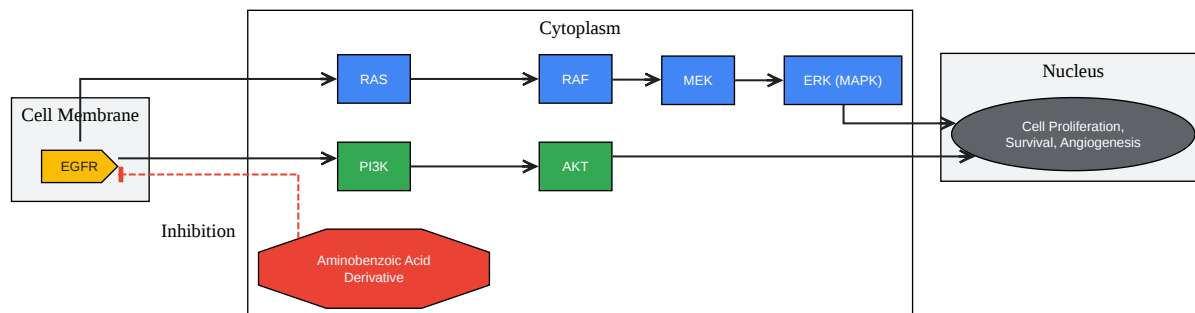 Cytoplasm
Nucleus
Cell Membrane
RAS
RAF
MEK
ERK (MAPK)
Cell Proliferation,
Survival, Angiogenesis
EGFR
PI3K
AKT
Inhibition
Aminobenzoic Acid
Derivative